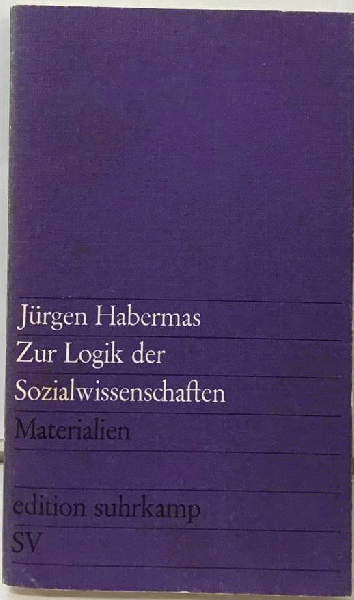 Jürgen Habermas
Zur Logik der
Sozialwissenschaften
Materialien
edition suhrkamp
SV